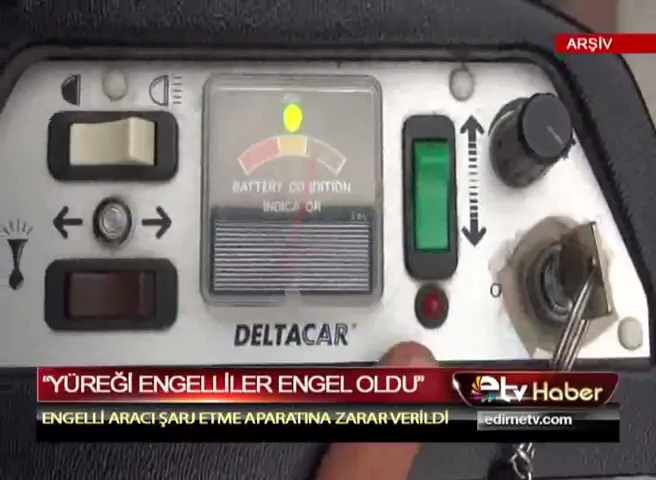 ARŞİV
BATTERY CONDITION
INDICATOR
DELTACAR
"YÜREĞİ ENGELLİLER ENGEL OLDU"
etv Haber
ENGELLİ ARACI ŞARJ ETME APARATINA ZARAR VERİLDİ
edirnetv.com